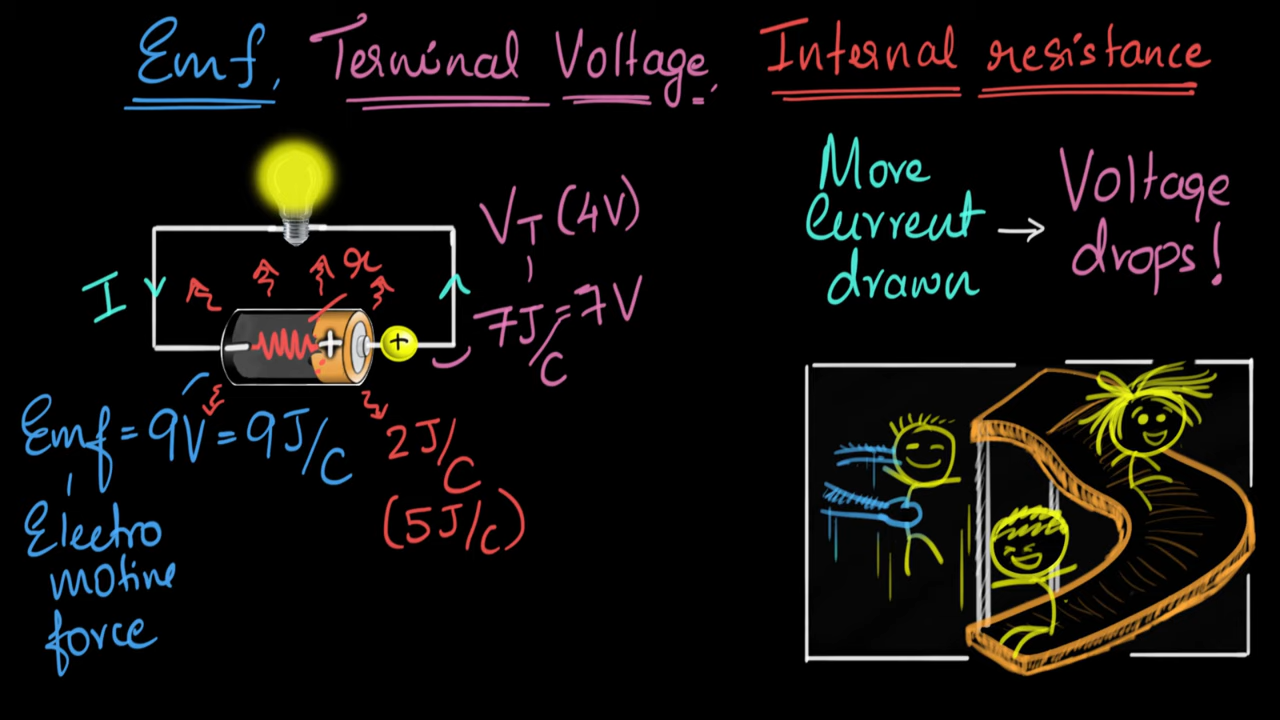 Emf, Terminal Voltage, Internal resistance
More
Current
drawn
→ Voltage
drops!
VT (4V)
7J/C = 7V
I
r
+
- +
Emf = 9V = 9J/C
2J/C
(5J/C)
Electro
motive
force